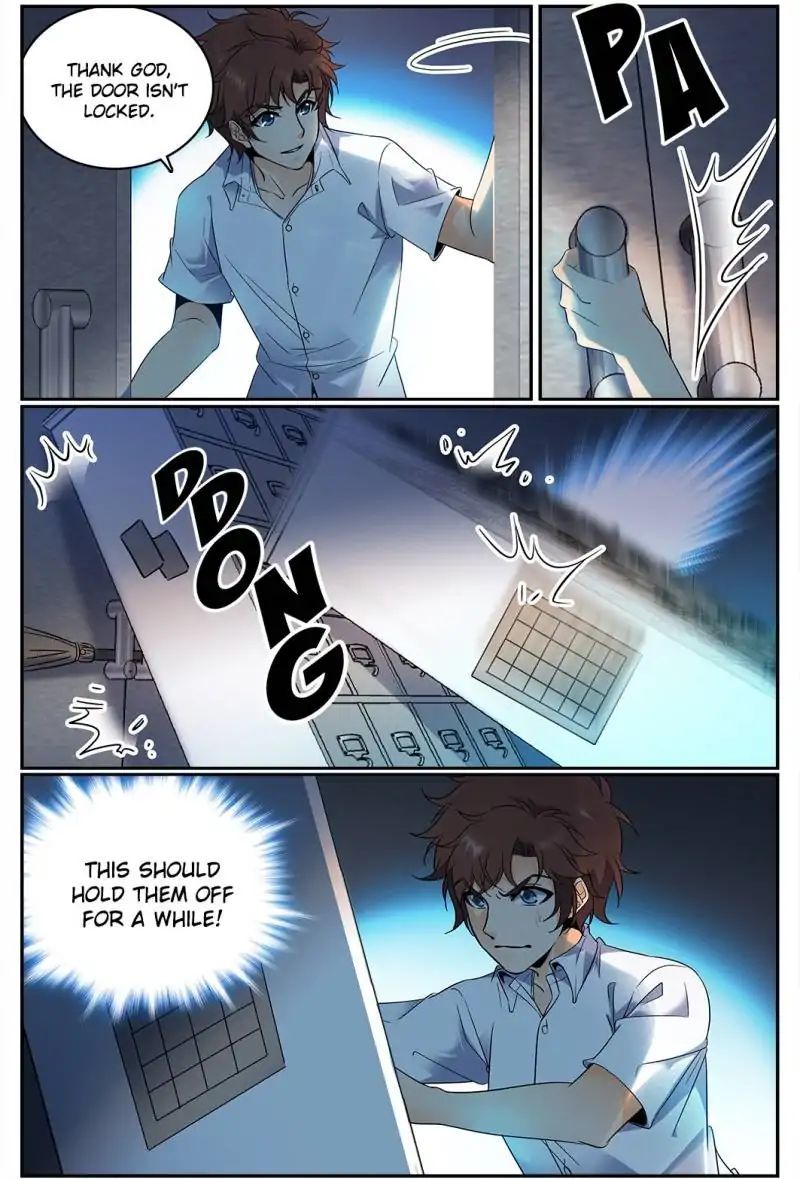 THANK GOD,
THE DOOR ISN'T
LOCKED.
PA
DDONG
THIS SHOULD
HOLD THEM OFF
FOR A WHILE!